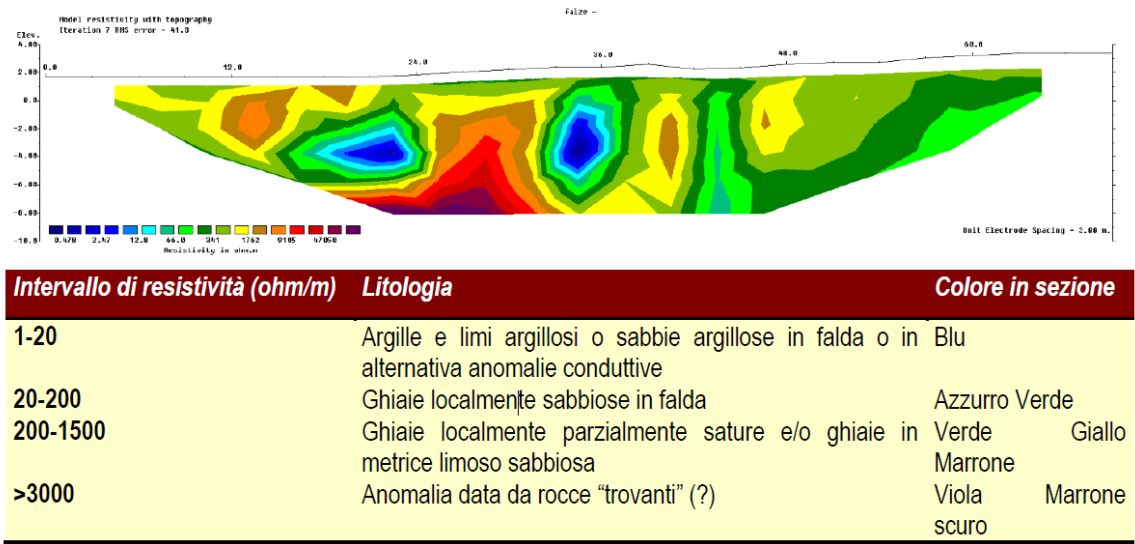 falze -
Model resistivity with topography
Iteration 7 RMS error - 41.3
Elev.
4.00
0.0 12.0 24.0 36.0 48.0 60.0
2.00
0.0
-2.00
-4.00
-6.00
-8.00
-10.0
0.478 2.47 12.8 66.0 341 1762 9105 47050
Resistivity in ohm.m
Unit Electrode Spacing - 3.00 m.
Intervallo di resistività (ohm/m) Litologia Colore in sezione
1-20 Argille e limi argillosi o sabbie argillose in falda o in Blu
alternativa anomalie conduttive
20-200 Ghiaie localmente sabbiose in falda Azzurro Verde
200-1500 Ghiaie localmente parzialmente sature e/o ghiaie in Verde Giallo
metrice limoso sabbiosa Marrone
>3000 Anomalia data da rocce “trovanti” (?) Viola Marrone
scuro